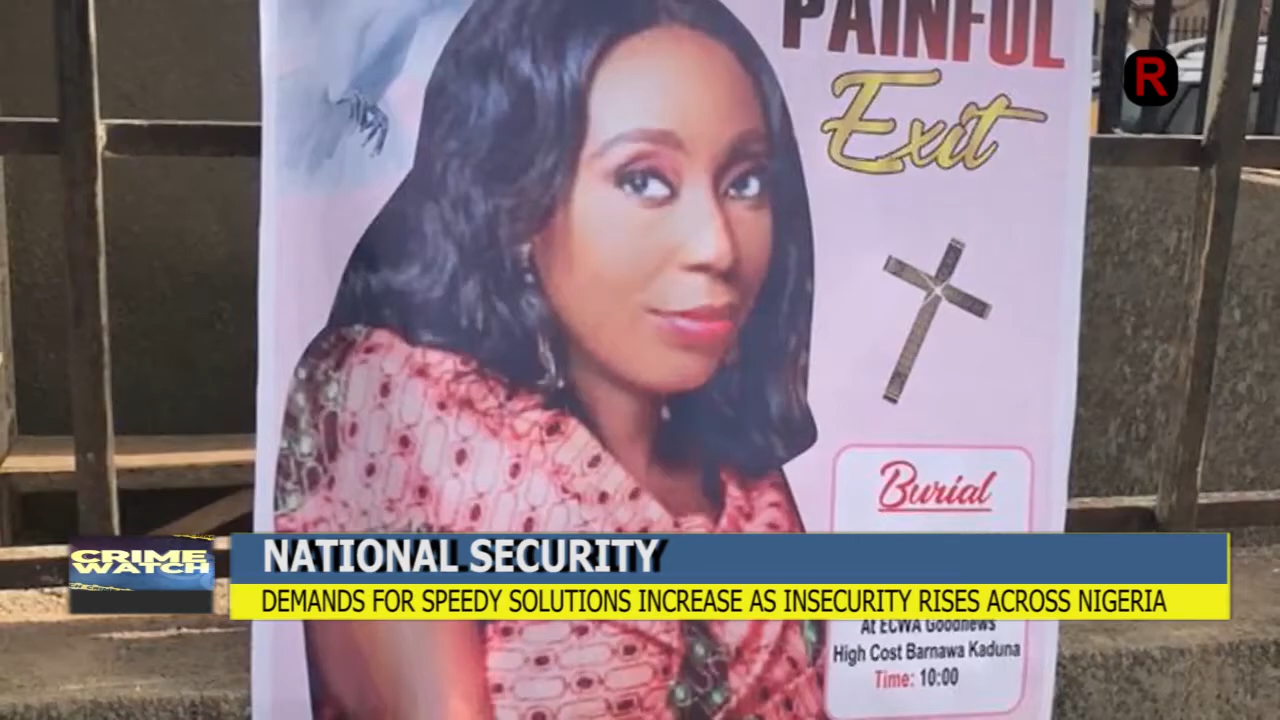 PAINFUL
R
Exit
Burial
CRIME
WATCH
NATIONAL SECURITY
DEMANDS FOR SPEEDY SOLUTIONS INCREASE AS INSECURITY RISES ACROSS NIGERIA
At ECWA Goodnews
High Cost Barnawa Kaduna
Time: 10:00